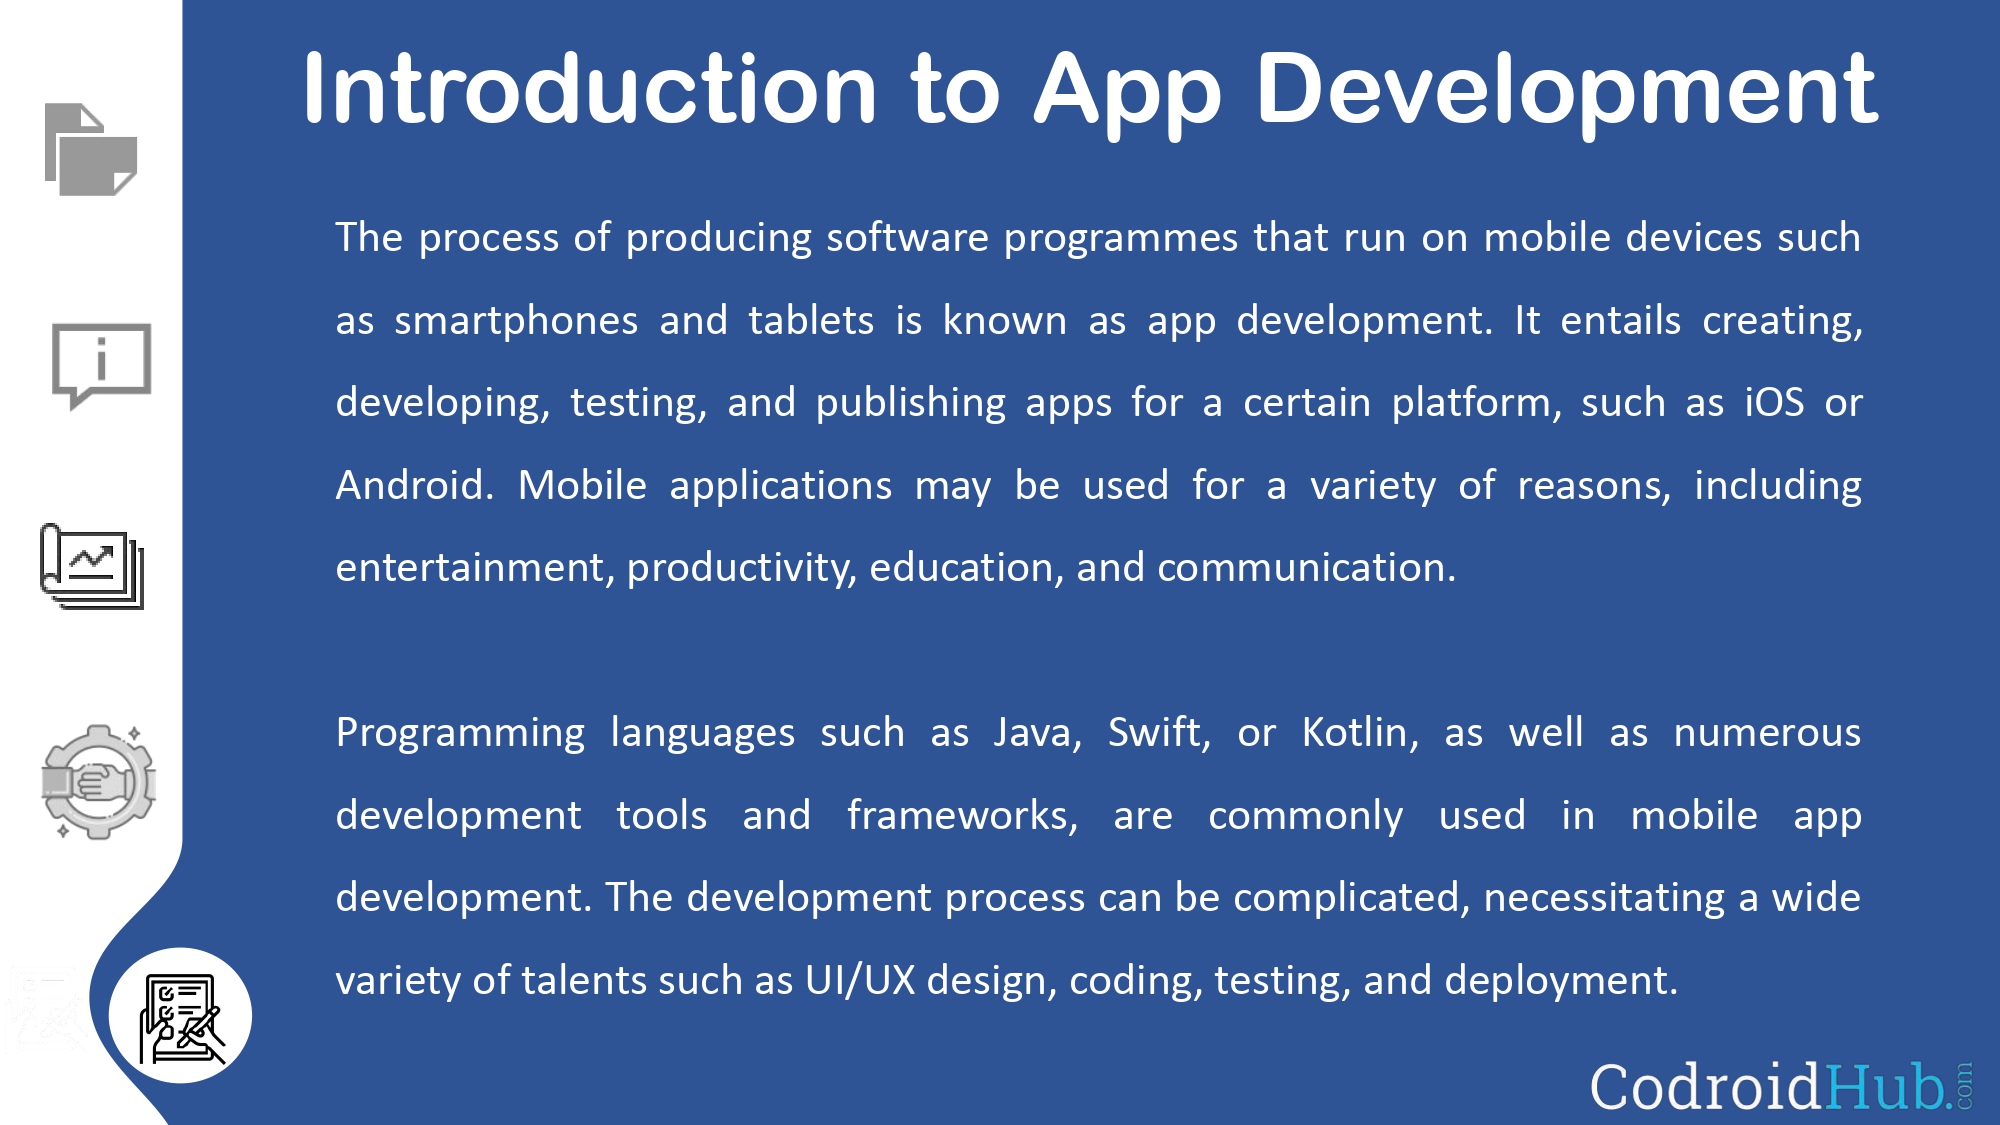 Introduction to App Development
The process of producing software programmes that run on mobile devices such
as smartphones and tablets is known as app development. It entails creating,
developing, testing, and publishing apps for a certain platform, such as iOS or
Android. Mobile applications may be used for a variety of reasons, including
entertainment, productivity, education, and communication.
Programming languages such as Java, Swift, or Kotlin, as well as numerous
development tools and frameworks, are commonly used in mobile app
development. The development process can be complicated, necessitating a wide
variety of talents such as UI/UX design, coding, testing, and deployment.
CodroidHub.com